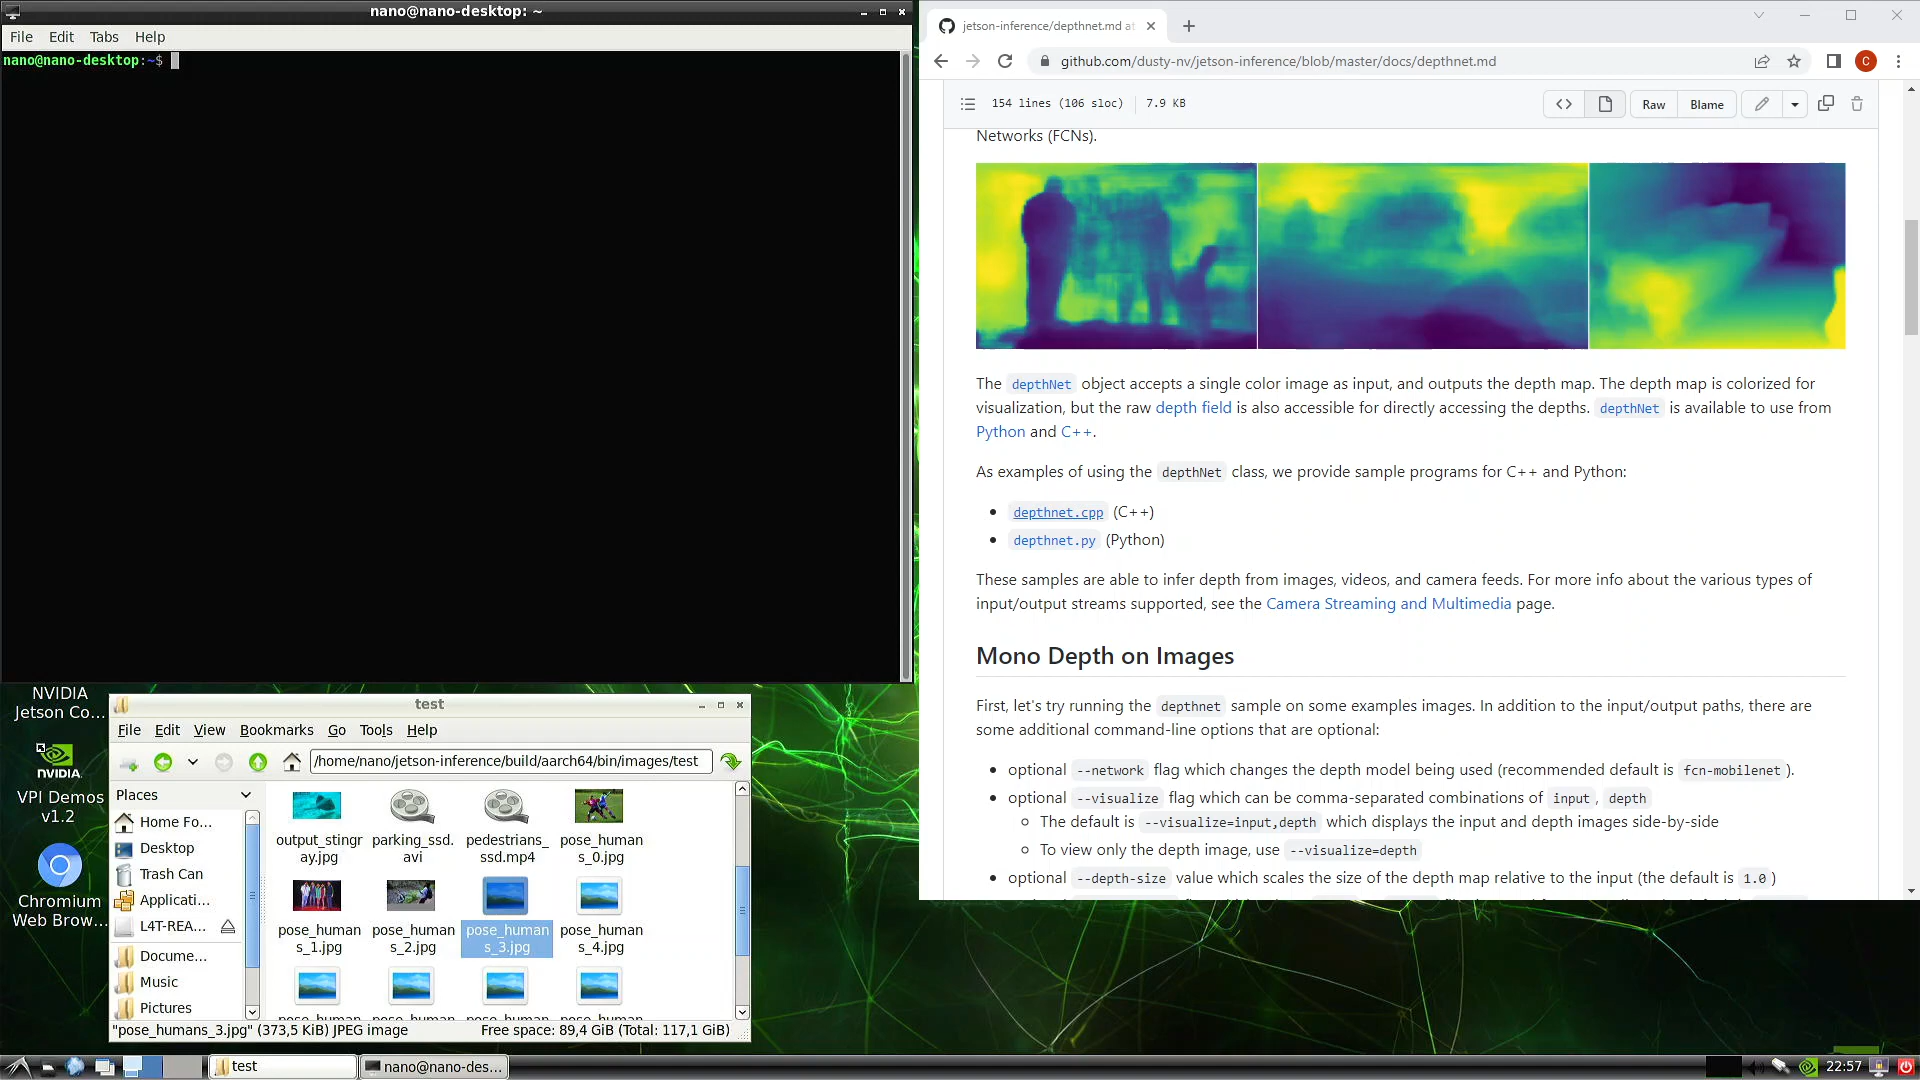 nano@nano-desktop: ~
File Edit Tabs Help
nano@nano-desktop:~$
jetson-inference/depthnet.md at
github.com/dusty-nv/jetson-inference/blob/master/docs/depthnet.md
C
154 lines (106 sloc) 7.9 KB
Raw Blame
Networks (FCNs).
The depthNet object accepts a single color image as input, and outputs the depth map. The depth map is colorized for
visualization, but the raw depth field is also accessible for directly accessing the depths. depthNet is available to use from
Python and C++.
As examples of using the depthNet class, we provide sample programs for C++ and Python:
depthnet.cpp (C++)
depthnet.py (Python)
These samples are able to infer depth from images, videos, and camera feeds. For more info about the various types of
input/output streams supported, see the Camera Streaming and Multimedia page.
Mono Depth on Images
First, let's try running the depthnet sample on some examples images. In addition to the input/output paths, there are
some additional command-line options that are optional:
optional --network flag which changes the depth model being used (recommended default is fcn-mobilenet).
optional --visualize flag which can be comma-separated combinations of input, depth
The default is --visualize=input,depth which displays the input and depth images side-by-side
To view only the depth image, use --visualize=depth
optional --depth-size value which scales the size of the depth map relative to the input (the default is 1.0)
NVIDIA
Jetson Co...
NVIDIA.
VPI Demos
v1.2
Chromium
Web Brow...
test
File Edit View Bookmarks Go Tools Help
/home/nano/jetson-inference/build/aarch64/bin/images/test
Places
Home Fo...
Desktop
Trash Can
Applicati...
L4T-REA...
Docume...
Music
Pictures
output_stingr
ay.jpg
parking_ssd.
avi
pedestrians_
ssd.mp4
pose_human
s_0.jpg
pose_human
s_1.jpg
pose_human
s_2.jpg
pose_human
s_3.jpg
pose_human
s_4.jpg
pose_human
pose_human
pose_human
pose_human
"pose_humans_3.jpg" (373,5 KiB) JPEG image
Free space: 89,4 GiB (Total: 117,1 GiB)
test
nano@nano-des...
22:57